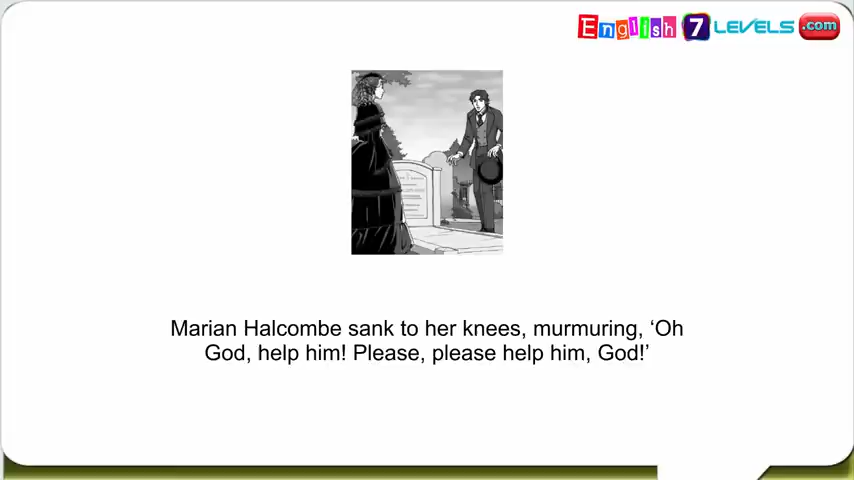 English 7 LEVELS .com
Marian Halcombe sank to her knees, murmuring, ‘Oh
God, help him! Please, please help him, God!’